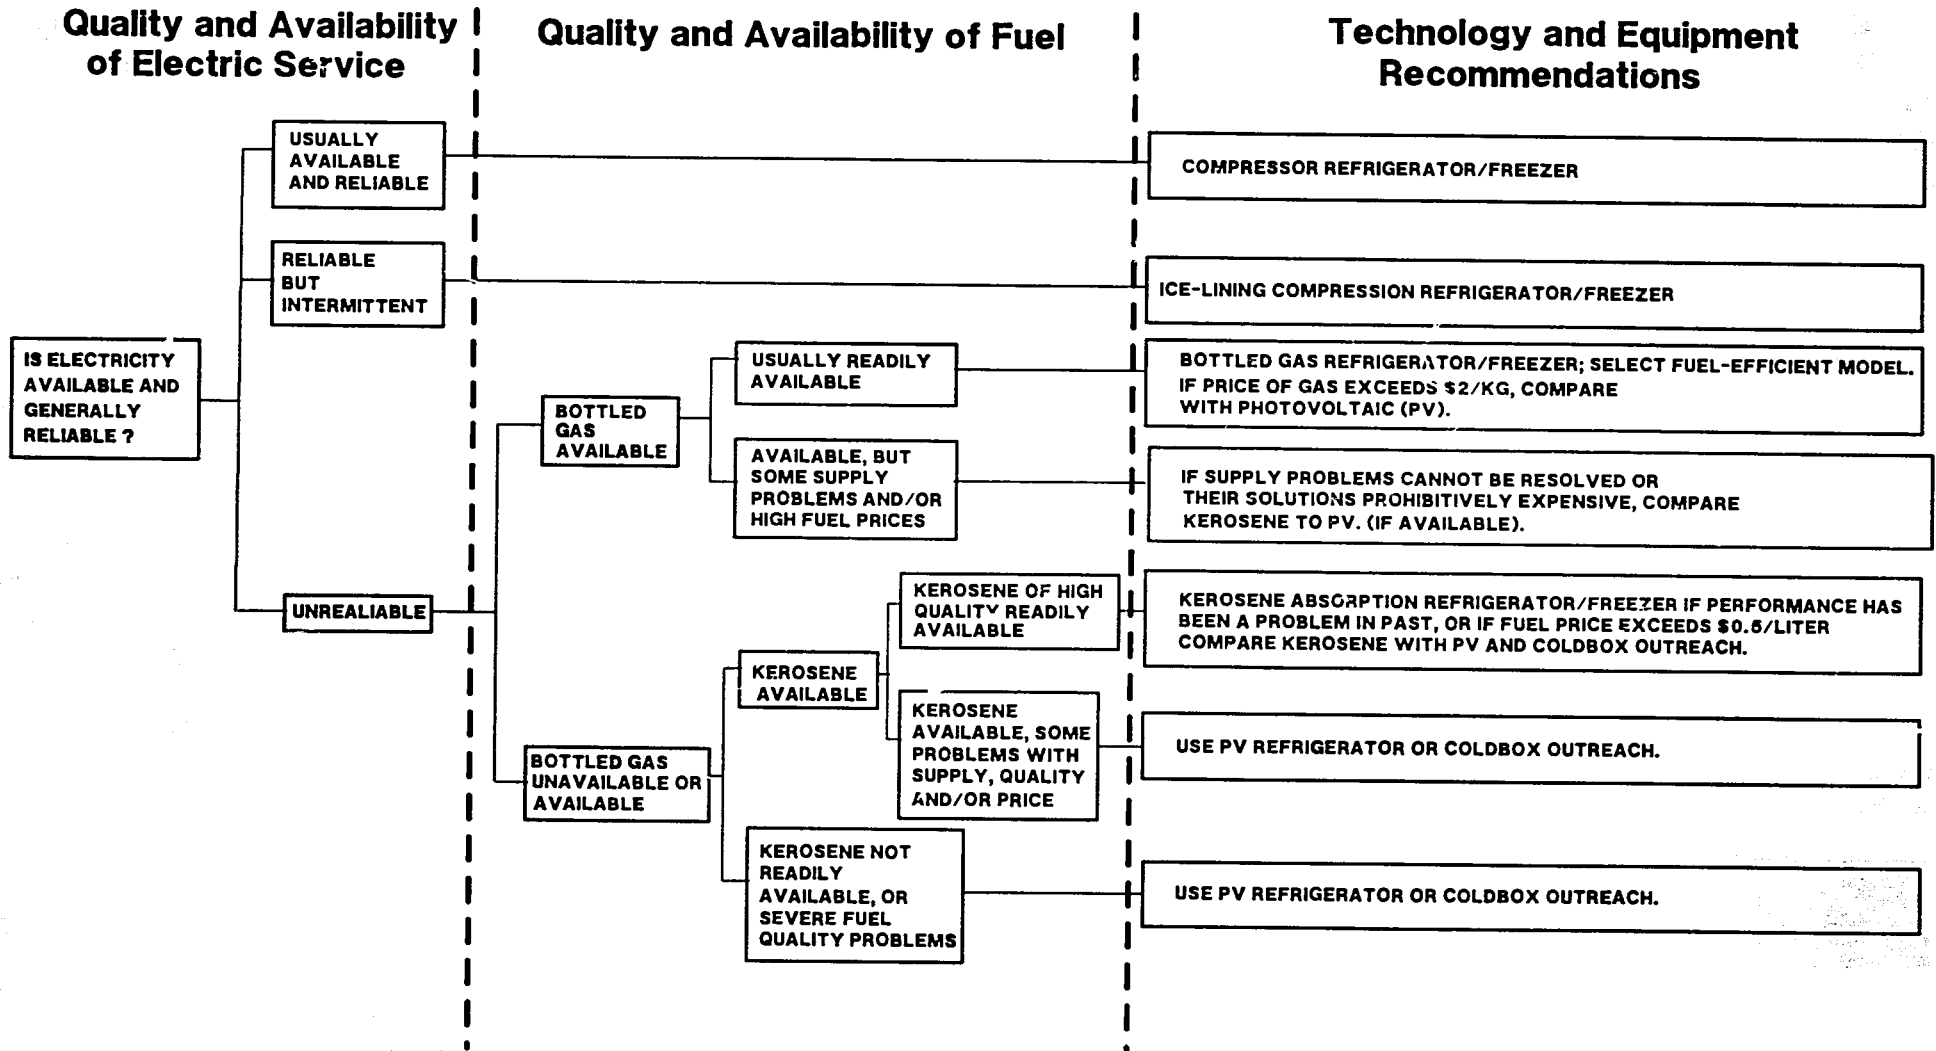 Quality and Availability
of Electric Service
Quality and Availability of Fuel
Technology and Equipment
Recommendations
IS ELECTRICITY
AVAILABLE AND
GENERALLY
RELIABLE ?
USUALLY
AVAILABLE
AND RELIABLE
COMPRESSOR REFRIGERATOR/FREEZER
RELIABLE
BUT
INTERMITTENT
ICE-LINING COMPRESSION REFRIGERATOR/FREEZER
UNREALIABLE
BOTTLED
GAS
AVAILABLE
USUALLY READILY
AVAILABLE
BOTTLED GAS REFRIGERATOR/FREEZER; SELECT FUEL-EFFICIENT MODEL.
IF PRICE OF GAS EXCEEDS $2/KG, COMPARE
WITH PHOTOVOLTAIC (PV).
AVAILABLE, BUT
SOME SUPPLY
PROBLEMS AND/OR
HIGH FUEL PRICES
IF SUPPLY PROBLEMS CANNOT BE RESOLVED OR
THEIR SOLUTIONS PROHIBITIVELY EXPENSIVE, COMPARE
KEROSENE TO PV. (IF AVAILABLE).
BOTTLED GAS
UNAVAILABLE OR
AVAILABLE
KEROSENE
AVAILABLE
KEROSENE OF HIGH
QUALITY READILY
AVAILABLE
KEROSENE ABSORPTION REFRIGERATOR/FREEZER IF PERFORMANCE HAS
BEEN A PROBLEM IN PAST, OR IF FUEL PRICE EXCEEDS $0.5/LITER
COMPARE KEROSENE WITH PV AND COLDBOX OUTREACH.
KEROSENE
AVAILABLE, SOME
PROBLEMS WITH
SUPPLY, QUALITY
AND/OR PRICE
USE PV REFRIGERATOR OR COLDBOX OUTREACH.
KEROSENE NOT
READILY
AVAILABLE, OR
SEVERE FUEL
QUALITY PROBLEMS
USE PV REFRIGERATOR OR COLDBOX OUTREACH.